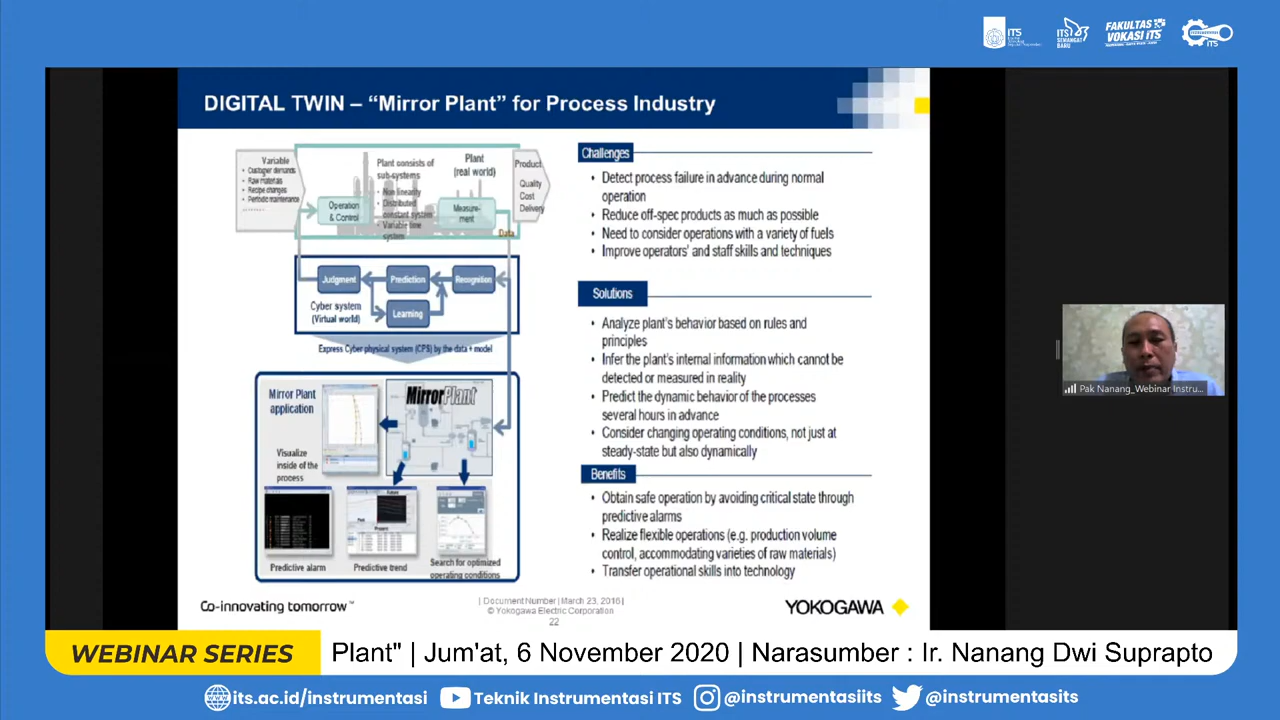 ITS
ITS
SEMANGAT
BARU
FAKULTAS
VOKASI ITS
ITS
DIGITAL TWIN – “Mirror Plant” for Process Industry
Variable
• Customer demands
• Raw materials
• Recipe changes
• Periodic maintenance
Plant consists of
sub-systems
• Non linearity
• Distributed
constant system
• Variable time
system
Plant
(real world)
Product
Quality
Cost
Delivery
Operation
& Control
Measure-
ment
Data
Judgment
Prediction
Recognition
Learning
Cyber system
(Virtual world)
Express Cyber physical system (CPS) by the data + model
Mirror Plant
application
MirrorPlant
Visualize
inside of the
process
Future
Past
Present
Predictive alarm
Predictive trend
Search for optimized
operating conditions
Challenges
• Detect process failure in advance during normal
operation
• Reduce off-spec products as much as possible
• Need to consider operations with a variety of fuels
• Improve operators’ and staff skills and techniques
Solutions
• Analyze plant’s behavior based on rules and
principles
• Infer the plant’s internal information which cannot be
detected or measured in reality
• Predict the dynamic behavior of the processes
several hours in advance
• Consider changing operating conditions, not just at
steady-state but also dynamically
Benefits
• Obtain safe operation by avoiding critical state through
predictive alarms
• Realize flexible operations (e.g. production volume
control, accommodating varieties of raw materials)
• Transfer operational skills into technology
Co-innovating tomorrow™
| Document Number | March 23, 2016 |
© Yokogawa Electric Corporation
22
YOKOGAWA
Pak Nanang_Webinar Instru...
WEBINAR SERIES
Plant" | Jum'at, 6 November 2020 | Narasumber : Ir. Nanang Dwi Suprapto
its.ac.id/instrumentasi
Teknik Instrumentasi ITS
@instrumentasiits
@instrumentasits